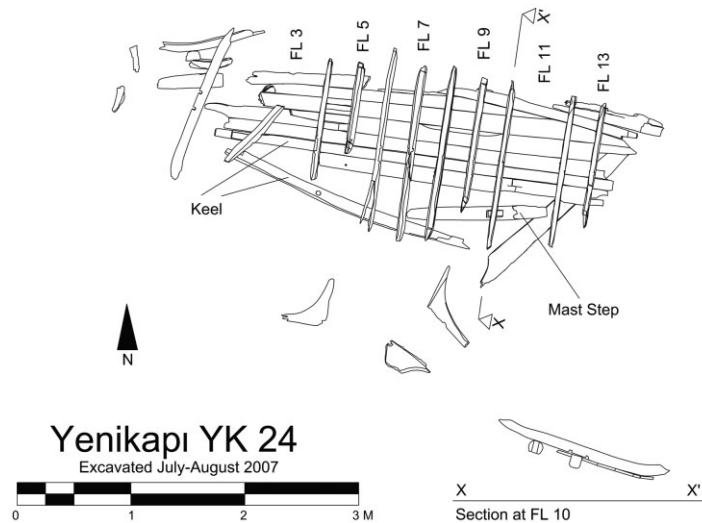 X'
FL 3
FL 5
FL 7
FL 9
FL 11
FL 13
Keel
Mast Step
X
N
Yenikapı YK 24
Excavated July-August 2007
0 1 2 3 M
X X'
Section at FL 10